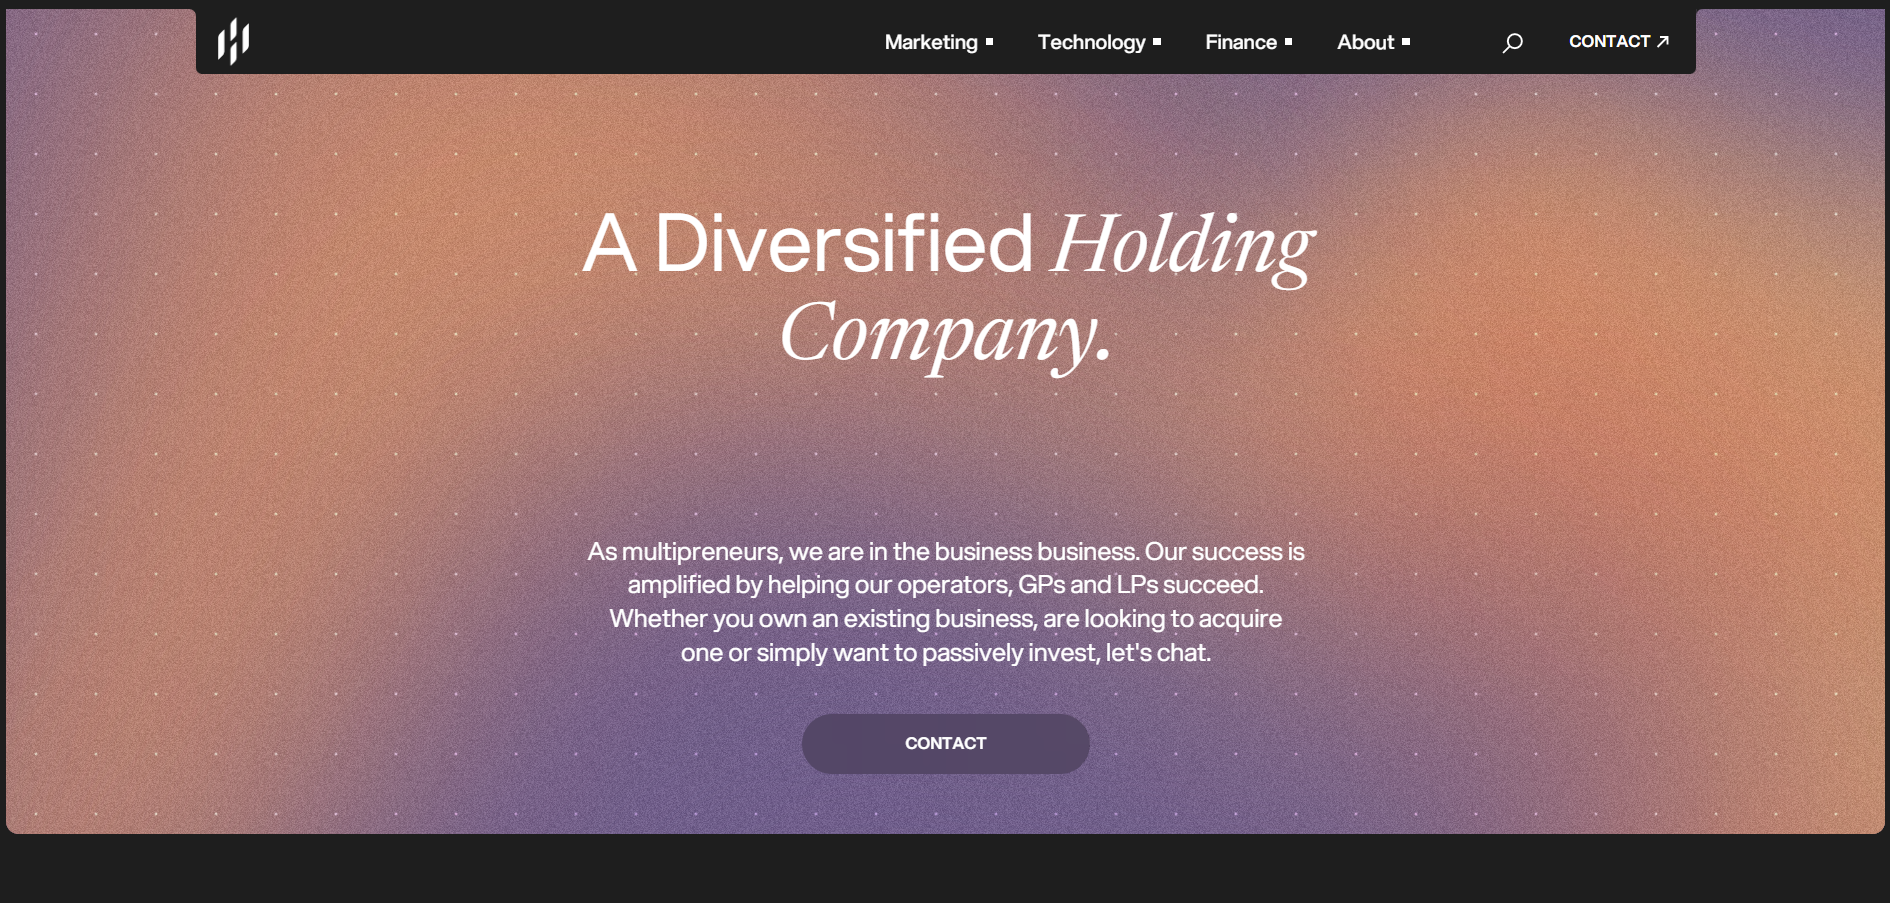 Marketing
Technology
Finance
About
CONTACT
A Diversified Holding
Company.
As multipreneurs, we are in the business business. Our success is
amplified by helping our operators, GPs and LPs succeed.
Whether you own an existing business, are looking to acquire
one or simply want to passively invest, let's chat.
CONTACT